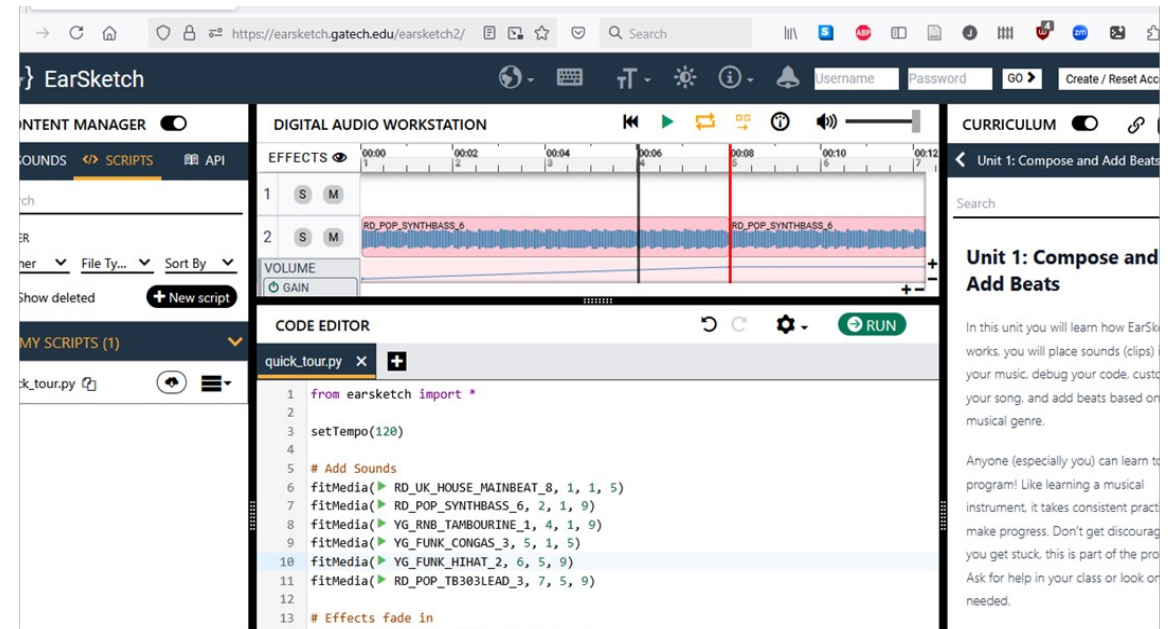 https://earsketch.gatech.edu/earsketch2/
Search
4
EarSketch
Username
Password
GO
Create / Reset Acc
ONTENT MANAGER
SOUNDS
SCRIPTS
API
rch
ER
ner
File Ty...
Sort By
Show deleted
+ New script
MY SCRIPTS (1)
ck_tour.py
DIGITAL AUDIO WORKSTATION
EFFECTS
00:00 00:02 00:04 00:06 00:08 00:10 00:12
1 2 3 4 5 6 7
1 S M
2 S M
RD_POP_SYNTHBASS_6
RD_POP_SYNTHBASS_6
VOLUME
GAIN
CODE EDITOR
RUN
quick_tour.py
1 from earsketch import *
2
3 setTempo(120)
4
5 # Add Sounds
6 fitMedia( RD_UK_HOUSE_MAINBEAT_8, 1, 1, 5)
7 fitMedia( RD_POP_SYNTHBASS_6, 2, 1, 9)
8 fitMedia( YG_RNB_TAMBOURINE_1, 4, 1, 9)
9 fitMedia( YG_FUNK_CONGAS_3, 5, 1, 5)
10 fitMedia( YG_FUNK_HIHAT_2, 6, 5, 9)
11 fitMedia( RD_POP_TB303LEAD_3, 7, 5, 9)
12
13 # Effects fade in
CURRICULUM
Unit 1: Compose and Add Beats
Search
Unit 1: Compose and
Add Beats
In this unit you will learn how EarSk
works, you will place sounds (clips) i
your music, debug your code, custo
your song, and add beats based on
musical genre.
Anyone (especially you) can learn to
program! Like learning a musical
instrument, it takes consistent practi
make progress. Don't get discourag
you get stuck, this is part of the pro
Ask for help in your class or look on
needed.